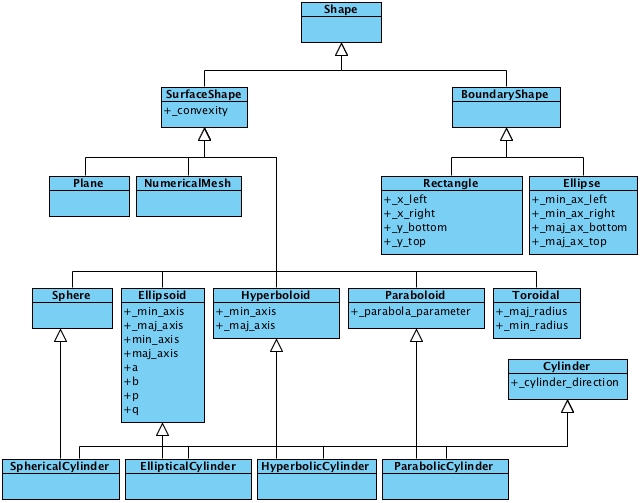 Shape
SurfaceShape
+_convexity
BoundaryShape
Plane
NumericalMesh
Rectangle
+_x_left
+_x_right
+_y_bottom
+_y_top
Ellipse
+_min_ax_left
+_min_ax_right
+_maj_ax_bottom
+_maj_ax_top
Sphere
Ellipsoid
+_min_axis
+_maj_axis
+min_axis
+maj_axis
+a
+b
+p
+q
Hyperboloid
+_min_axis
+_maj_axis
Paraboloid
+_parabola_parameter
Toroidal
+_maj_radius
+_min_radius
Cylinder
+_cylinder_direction
SphericalCylinder
EllipticalCylinder
HyperbolicCylinder
ParabolicCylinder